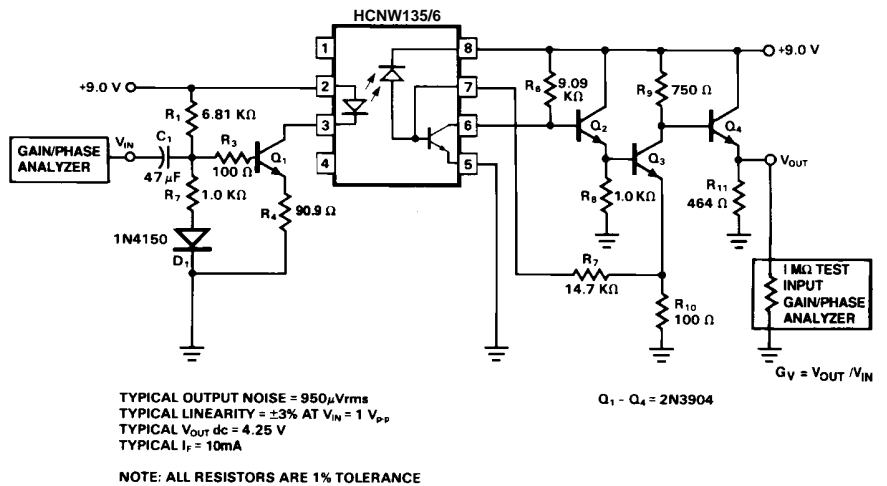 HCNW135/6
1
2
3
4
8
7
6
5
+9.0 V
R1
6.81 KΩ
GAIN/PHASE
ANALYZER
VIN
C1
47 µF
R3
100 Ω
Q1
R7
1.0 KΩ
R4
90.9 Ω
1N4150
D1
+9.0 V
R6
9.09
KΩ
R9
750 Ω
Q2
Q3
Q4
VOUT
R8
1.0 KΩ
R11
464 Ω
R7
14.7 KΩ
R10
100 Ω
1 MΩ TEST
INPUT
GAIN/PHASE
ANALYZER
GV = VOUT /VIN
TYPICAL OUTPUT NOISE = 950µVrms
TYPICAL LINEARITY = ±3% AT VIN = 1 Vp-p
TYPICAL VOUT dc = 4.25 V
TYPICAL IF = 10mA
Q1 - Q4 = 2N3904
NOTE: ALL RESISTORS ARE 1% TOLERANCE